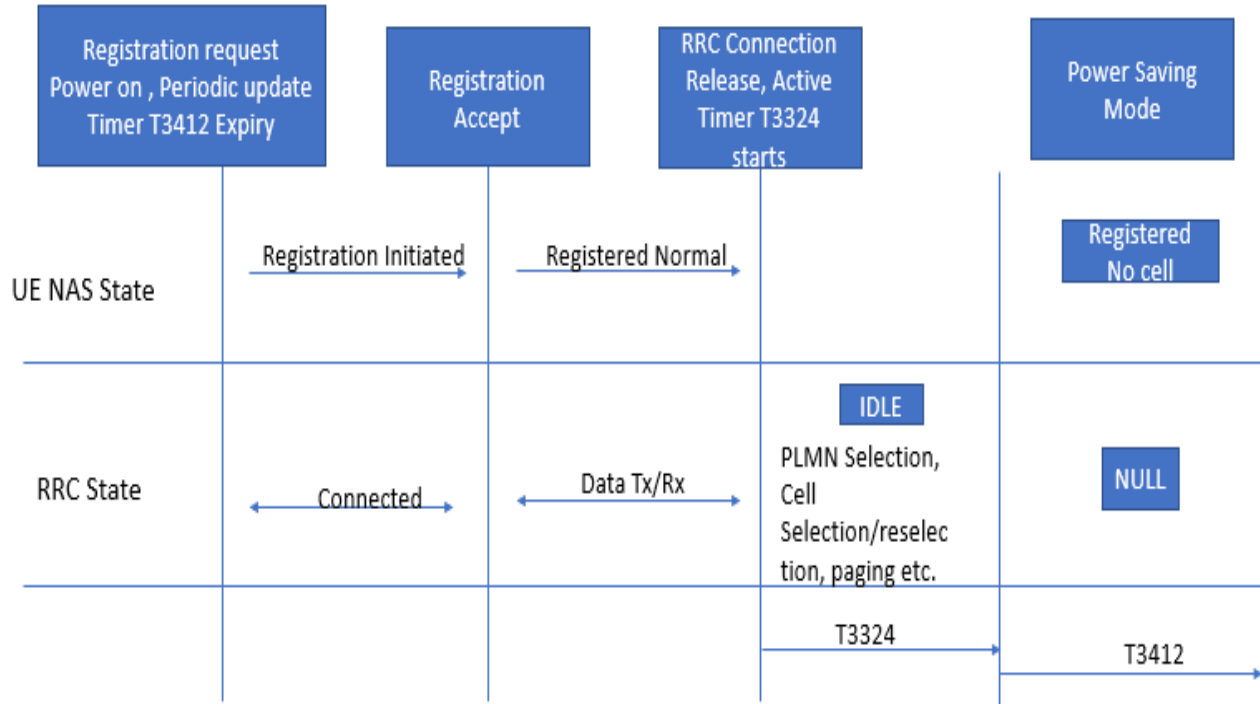 Registration request
Power on , Periodic update
Timer T3412 Expiry
Registration
Accept
RRC Connection
Release, Active
Timer T3324
starts
Power Saving
Mode
UE NAS State
Registration Initiated
Registered Normal
Registered
No cell
RRC State
Connected
Data Tx/Rx
IDLE
PLMN Selection,
Cell
Selection/reselec
tion, paging etc.
NULL
T3324
T3412